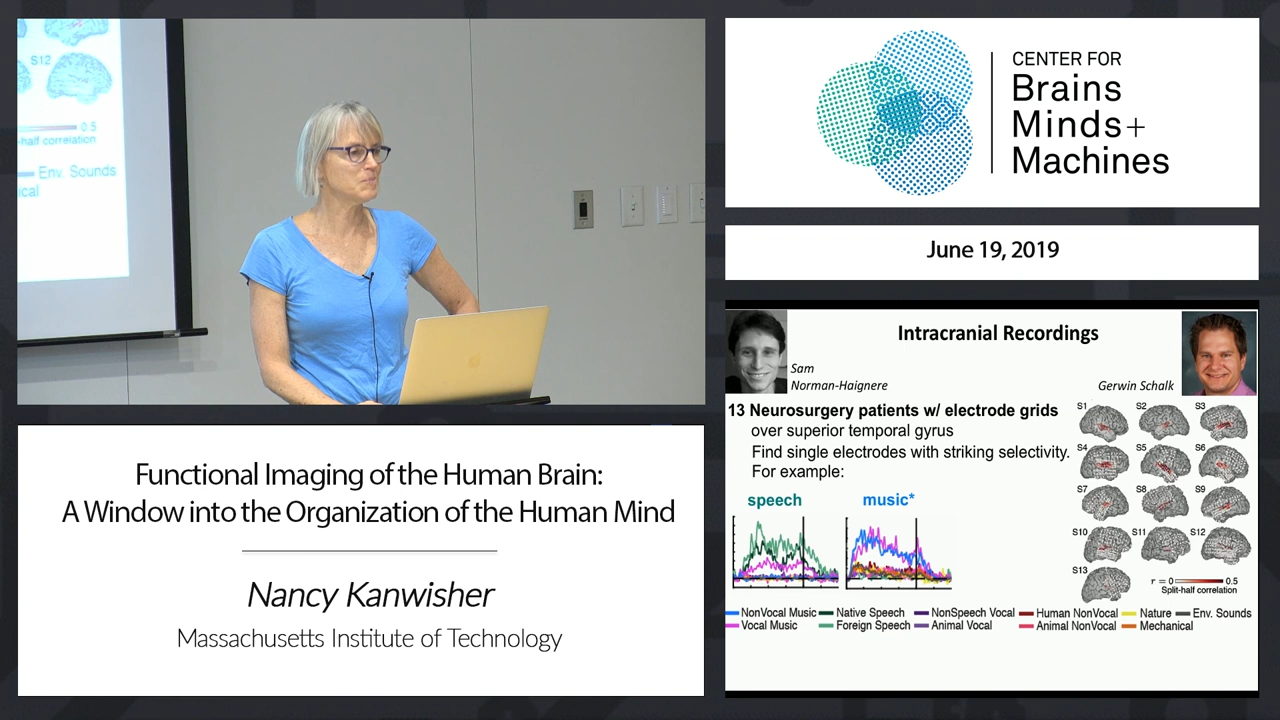 S12
0.5
-half correlation
Env. Sounds
cal
CENTER FOR
Brains
Minds+
Machines
June 19, 2019
Functional Imaging of the Human Brain:
A Window into the Organization of the Human Mind
Nancy Kanwisher
Massachusetts Institute of Technology
Intracranial Recordings
Sam
Norman-Haignere
Gerwin Schalk
13 Neurosurgery patients w/ electrode grids
over superior temporal gyrus
Find single electrodes with striking selectivity.
For example:
speech music*
S1 S2 S3
S4 S5 S6
S7 S8 S9
S10 S11 S12
S13
r = 0 0.5
Split-half correlation
NonVocal Music Native Speech NonSpeech Vocal Human NonVocal Nature Env. Sounds
Vocal Music Foreign Speech Animal Vocal Animal NonVocal Mechanical